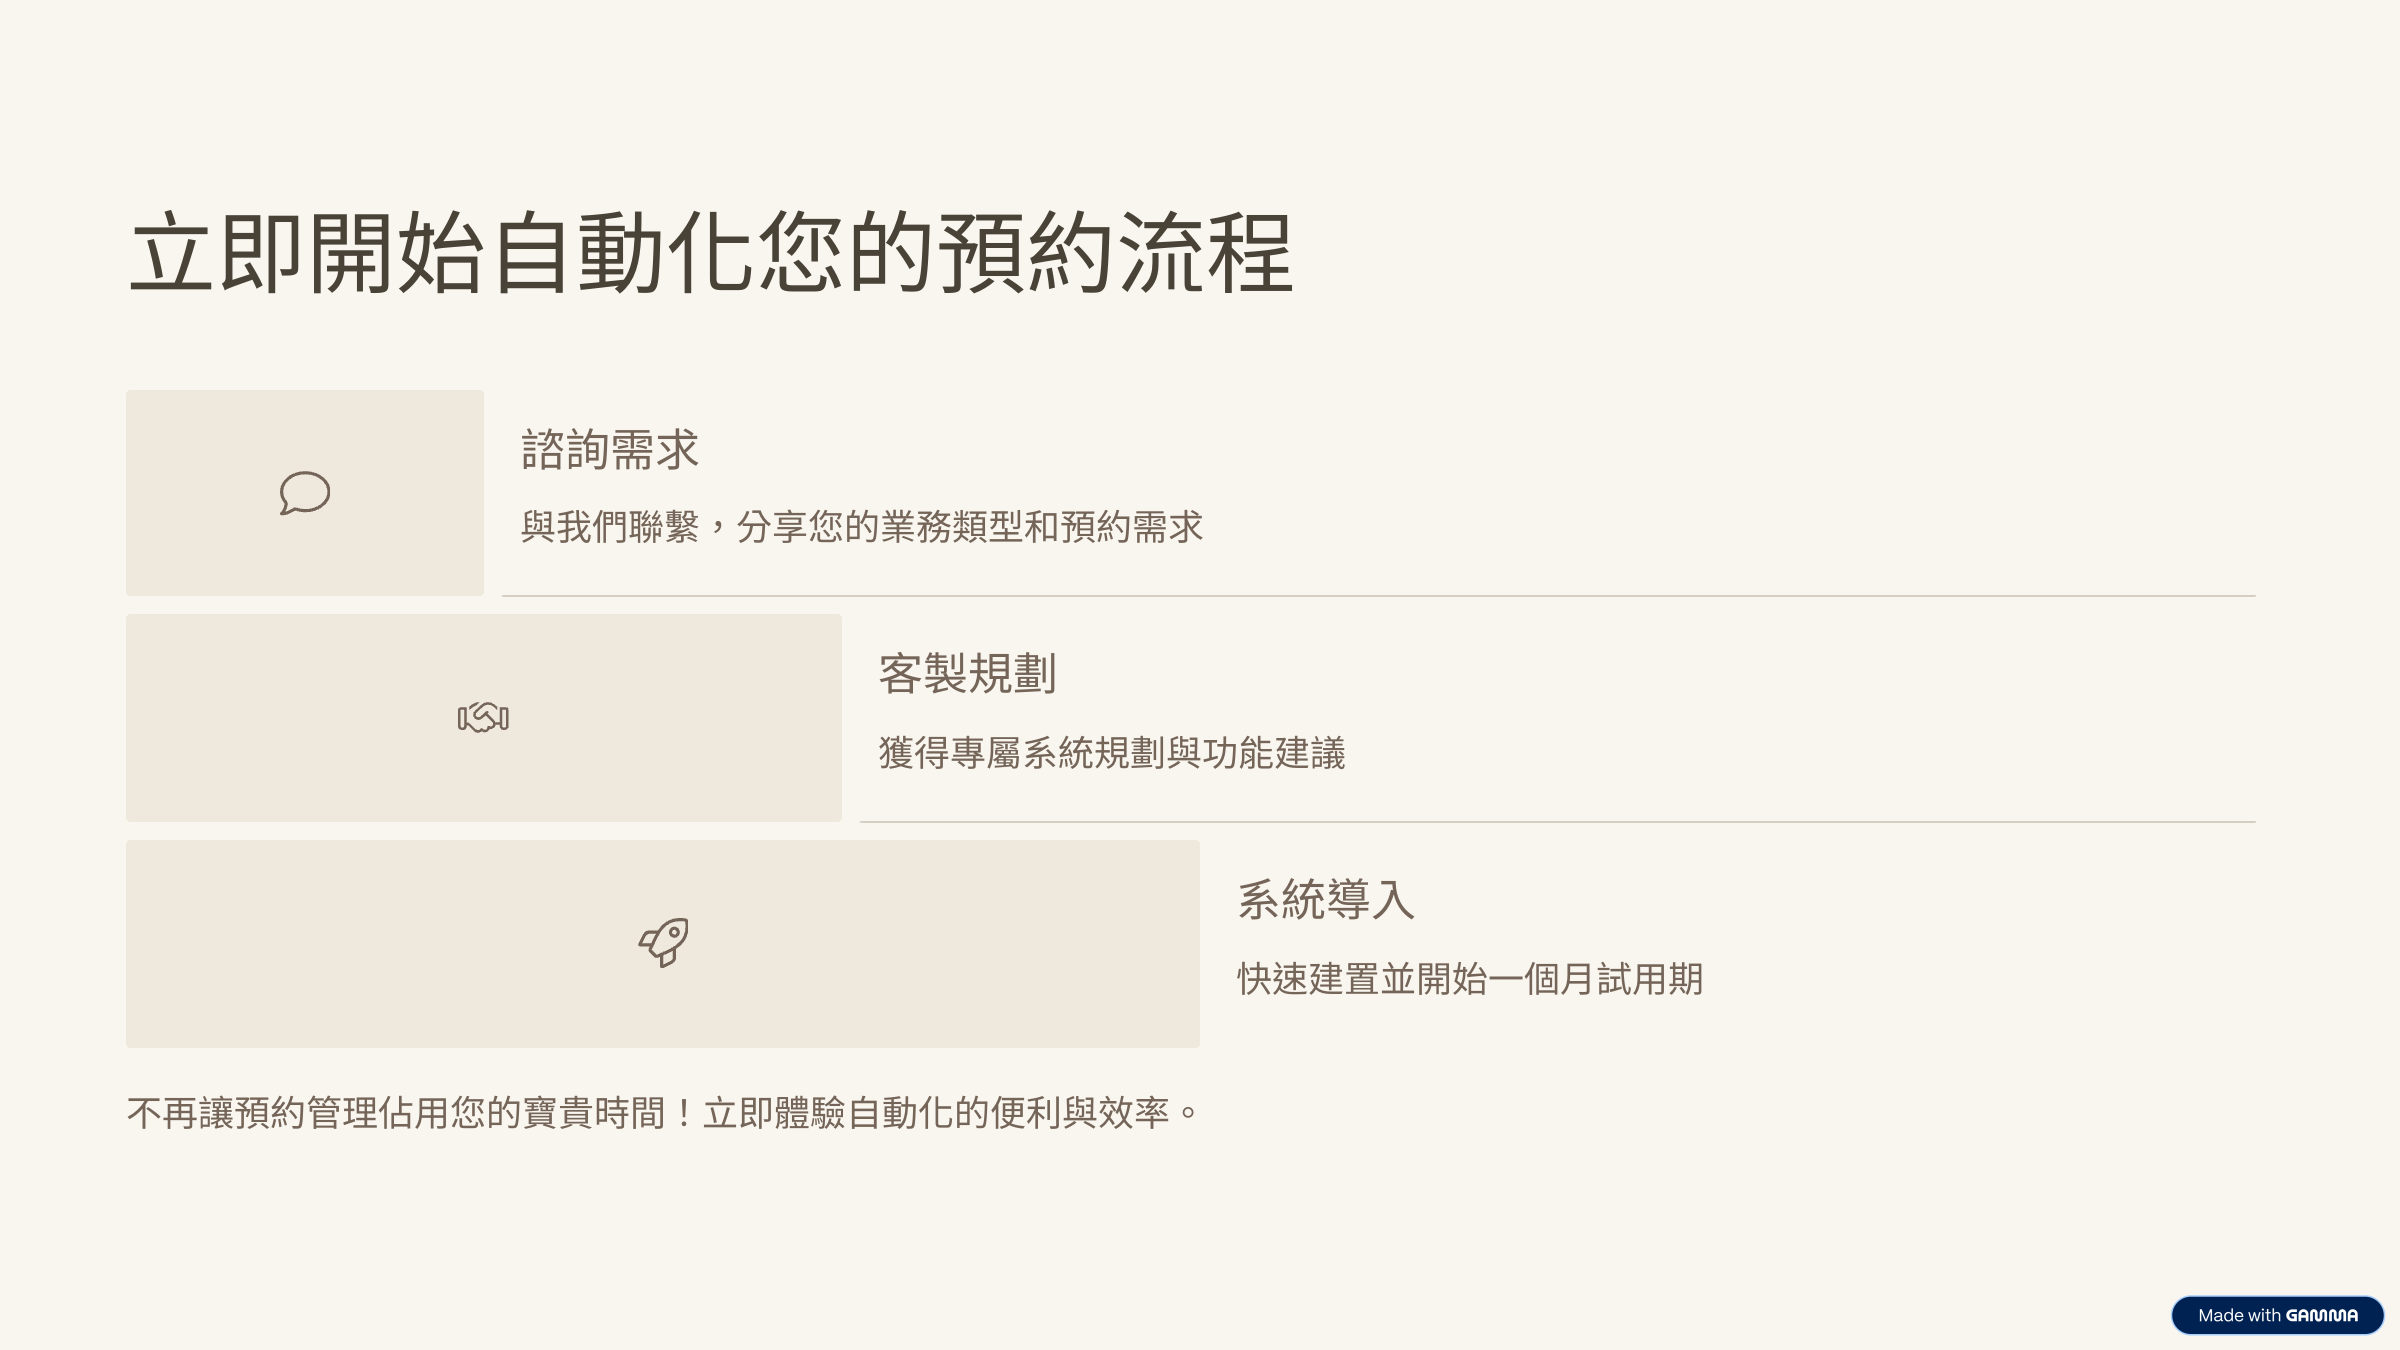 立即開始自動化您的預約流程
諮詢需求
與我們聯繫，分享您的業務類型和預約需求
客製規劃
獲得專屬系統規劃與功能建議
系統導入
快速建置並開始一個月試用期
不再讓預約管理佔用您的寶貴時間！立即體驗自動化的便利與效率。
Made with GAMMA